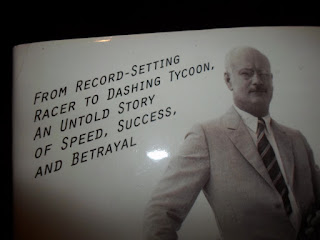 From Record-Setting
Racer to Dashing Tycoon,
An Untold Story
of Speed, Success,
and Betrayal